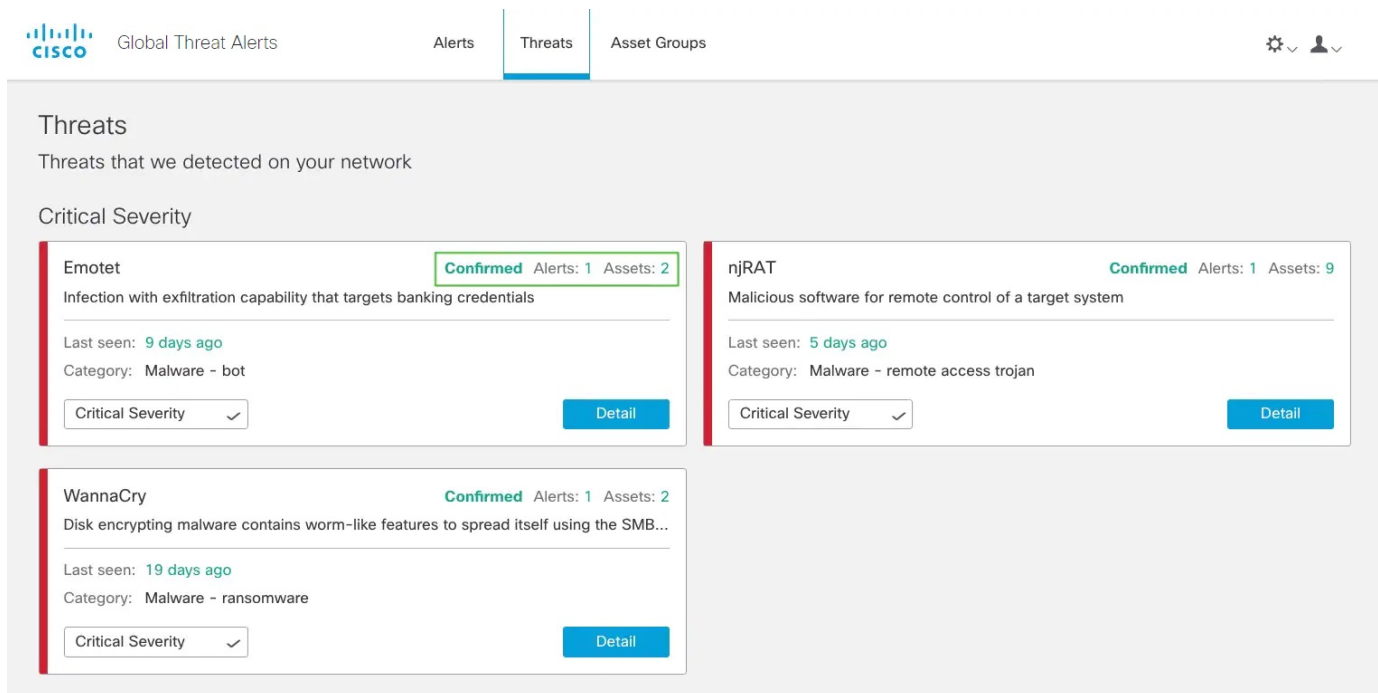 CISCO Global Threat Alerts Alerts Threats Asset Groups
Threats
Threats that we detected on your network
Critical Severity
Emotet Confirmed Alerts: 1 Assets: 2
Infection with exfiltration capability that targets banking credentials
Last seen: 9 days ago
Category: Malware - bot
Critical Severity Detail
njRAT Confirmed Alerts: 1 Assets: 9
Malicious software for remote control of a target system
Last seen: 5 days ago
Category: Malware - remote access trojan
Critical Severity Detail
WannaCry Confirmed Alerts: 1 Assets: 2
Disk encrypting malware contains worm-like features to spread itself using the SMB...
Last seen: 19 days ago
Category: Malware - ransomware
Critical Severity Detail